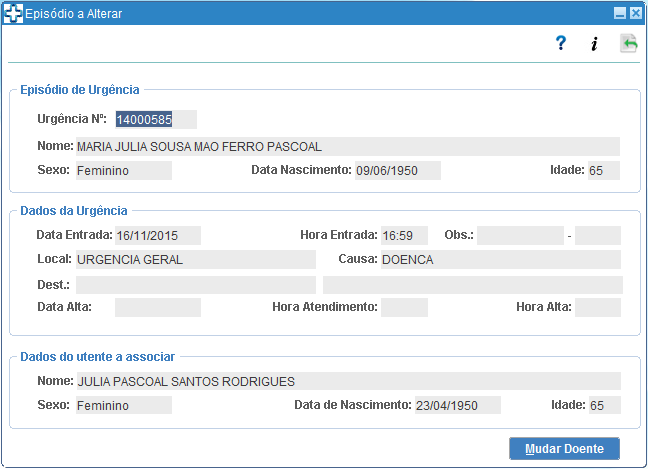 Episódio a Alterar
? i
Episódio de Urgência
Urgência Nº: 14000585
Nome: MARIA JULIA SOUSA MAO FERRO PASCOAL
Sexo: Feminino Data Nascimento: 09/06/1950 Idade: 65
Dados da Urgência
Data Entrada: 16/11/2015 Hora Entrada: 16:59 Obs.: -
Local: URGENCIA GERAL Causa: DOENCA
Dest.:
Data Alta: Hora Atendimento: Hora Alta:
Dados do utente a associar
Nome: JULIA PASCOAL SANTOS RODRIGUES
Sexo: Feminino Data de Nascimento: 23/04/1950 Idade: 65
Mudar Doente